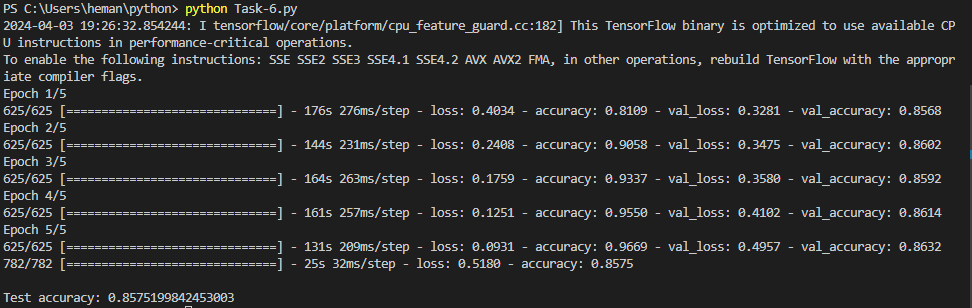 PS C:\Users\heman\python> python Task-6.py
2024-04-03 19:26:32.854244: I tensorflow/core/platform/cpu_feature_guard.cc:182] This TensorFlow binary is optimized to use available CP
U instructions in performance-critical operations.
To enable the following instructions: SSE SSE2 SSE3 SSE4.1 SSE4.2 AVX AVX2 FMA, in other operations, rebuild TensorFlow with the appropr
iate compiler flags.
Epoch 1/5
625/625 [==============================] - 176s 276ms/step - loss: 0.4034 - accuracy: 0.8109 - val_loss: 0.3281 - val_accuracy: 0.8568
Epoch 2/5
625/625 [==============================] - 144s 231ms/step - loss: 0.2408 - accuracy: 0.9058 - val_loss: 0.3475 - val_accuracy: 0.8602
Epoch 3/5
625/625 [==============================] - 164s 263ms/step - loss: 0.1759 - accuracy: 0.9337 - val_loss: 0.3580 - val_accuracy: 0.8592
Epoch 4/5
625/625 [==============================] - 161s 257ms/step - loss: 0.1251 - accuracy: 0.9550 - val_loss: 0.4102 - val_accuracy: 0.8614
Epoch 5/5
625/625 [==============================] - 131s 209ms/step - loss: 0.0931 - accuracy: 0.9669 - val_loss: 0.4957 - val_accuracy: 0.8632
782/782 [==============================] - 25s 32ms/step - loss: 0.5180 - accuracy: 0.8575
Test accuracy: 0.8575199842453003